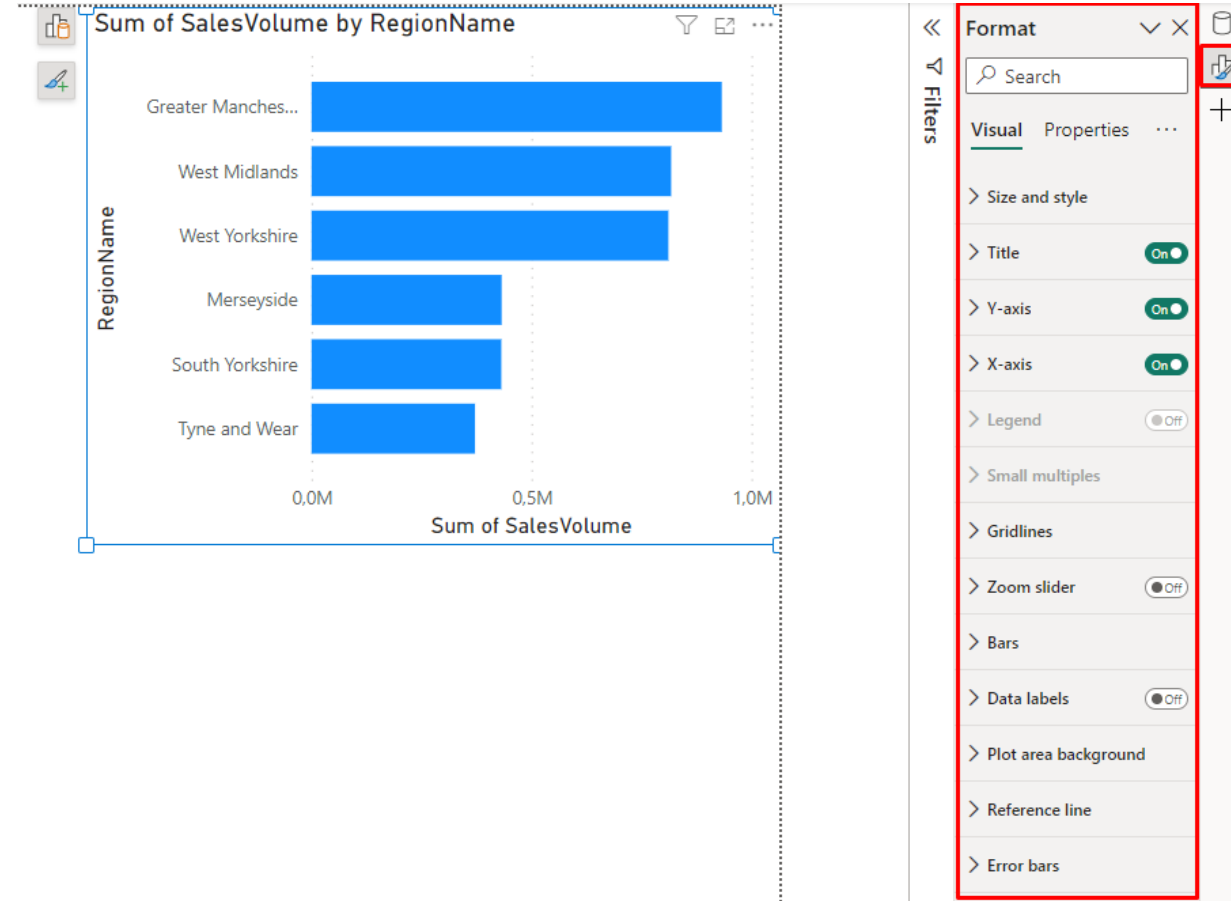 Sum of SalesVolume by RegionName
Greater Manches...
West Midlands
West Yorkshire
Merseyside
South Yorkshire
Tyne and Wear
RegionName
0,0M 0,5M 1,0M
Sum of SalesVolume
Filters
Format
Search
Visual Properties ...
Size and style
Title On
Y-axis On
X-axis On
Legend Off
Small multiples
Gridlines
Zoom slider Off
Bars
Data labels Off
Plot area background
Reference line
Error bars